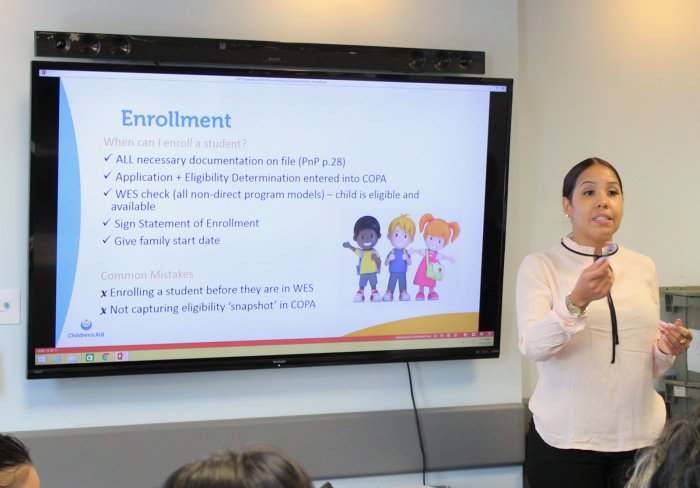 Enrollment
When can I enroll a student?
✓ ALL necessary documentation on file (PnP p.28)
✓ Application + Eligibility Determination entered into COPA
✓ WES check (all non-direct program models) – child is eligible and
available
✓ Sign Statement of Enrollment
✓ Give family start date
Common Mistakes
x Enrolling a student before they are in WES
x Not capturing eligibility ‘snapshot’ in COPA
Children's Aid
SHARP